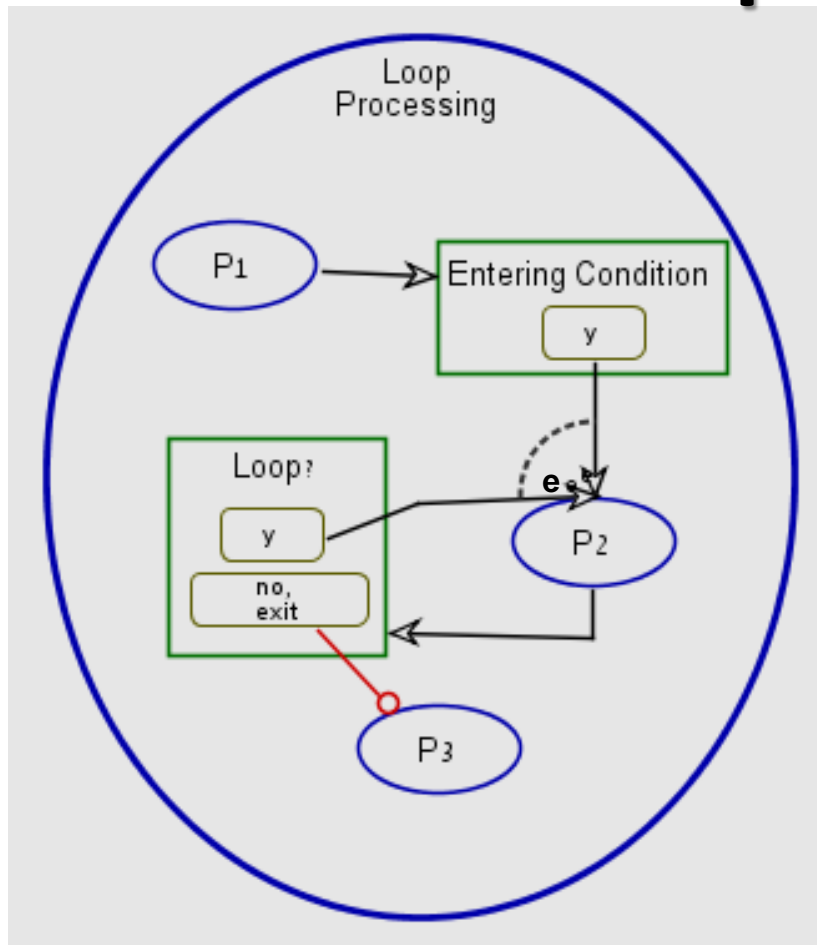 Loop
Processing
P1
Entering Condition
y
Loop?
e
e
y
P2
no,
exit
P3